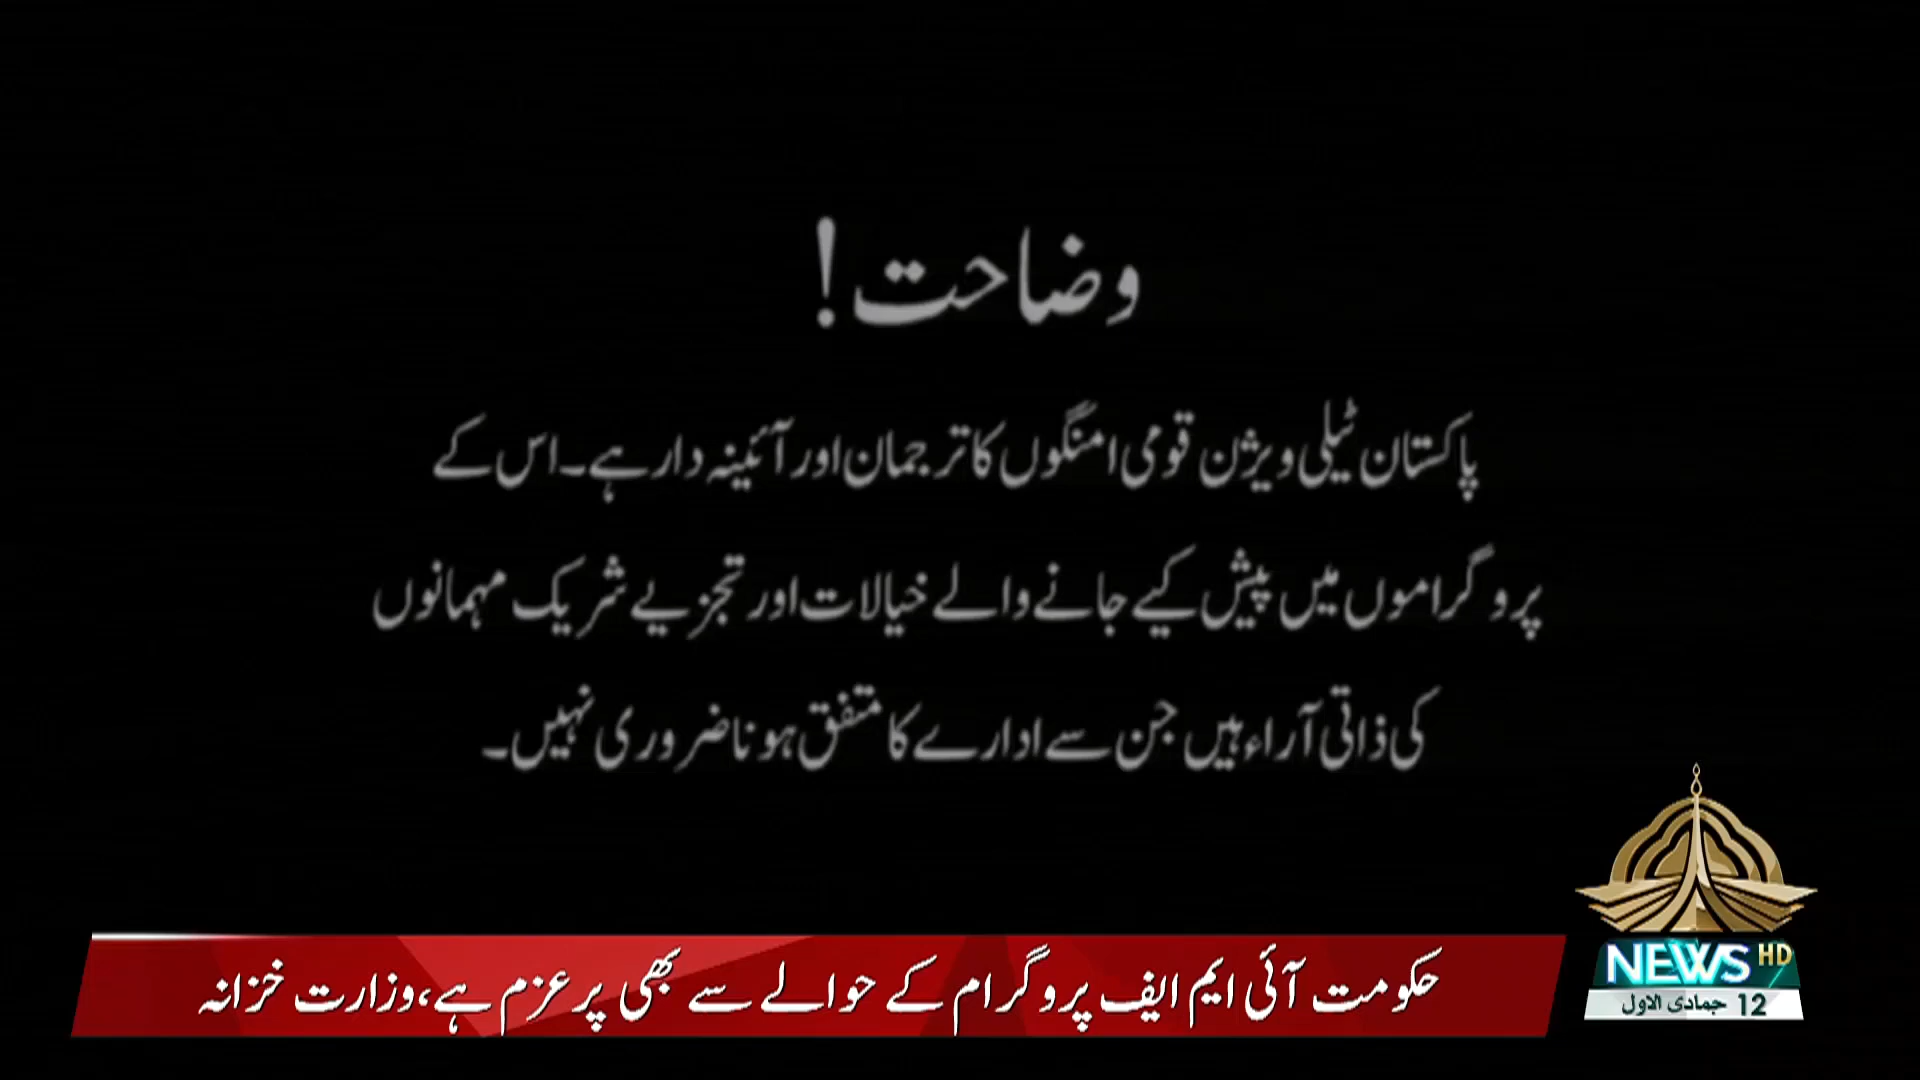 وضاحت!
پاکستان ٹیلی ویژن قومی امنگوں کا ترجمان اور آئینہ دار ہے۔ اس کے
پروگراموں میں پیش کیے جانے والے خیالات اور تجزیے شریک مہمانوں
کی ذاتی آراء ہیں جن سے ادارے کا متفق ہونا ضروری نہیں۔
حکومت آئی ایم ایف پروگرام کے حوالے سے بھی پر عزم ہے، وزارت خزانہ
NEWS HD
12 جمادی الاول